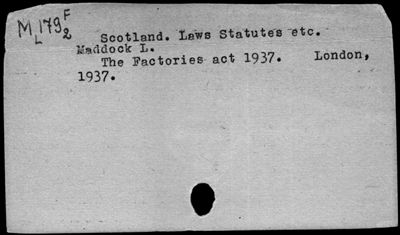 M L 179 F 2
Scotland. Laws Statutes etc.
Maddock L.
The Factories act 1937. London,
1937.